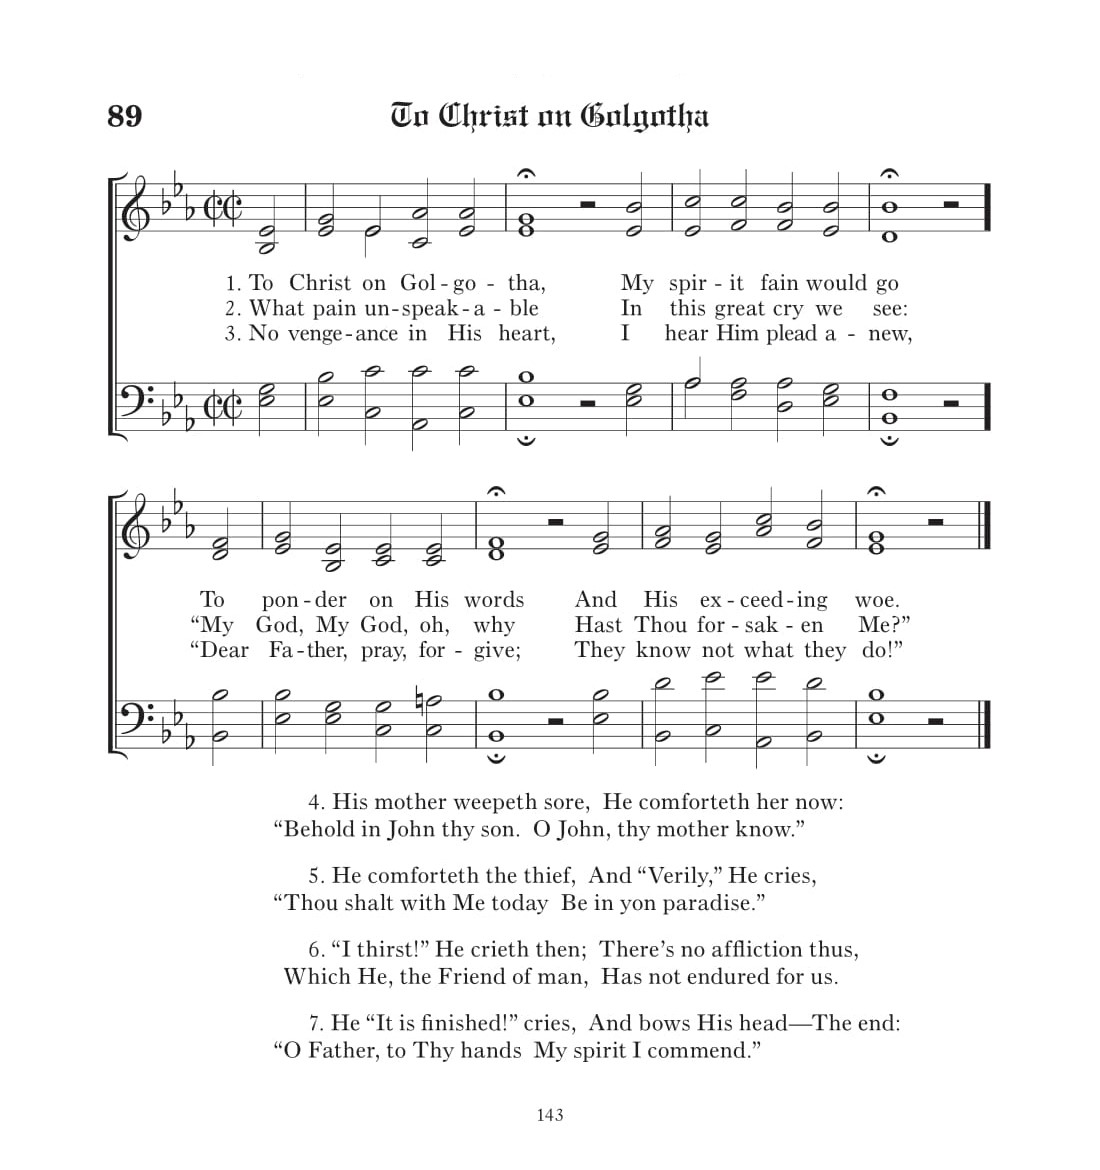 89 To Christ on Golgotha
1. To Christ on Gol - go - tha, My spir - it fain would go
2. What pain un - speak - a - ble In this great cry we see:
3. No venge - ance in His heart, I hear Him plead a - new,
To pon - der on His words And His ex - ceed - ing woe.
“My God, My God, oh, why Hast Thou for - sak - en Me?”
“Dear Fa - ther, pray, for - give; They know not what they do!”
4. His mother weepeth sore, He comforteth her now:
“Behold in John thy son. O John, thy mother know.”
5. He comforteth the thief, And “Verily,” He cries,
“Thou shalt with Me today Be in yon paradise.”
6. “I thirst!” He crieth then; There’s no affliction thus,
Which He, the Friend of man, Has not endured for us.
7. He “It is finished!” cries, And bows His head—The end:
“O Father, to Thy hands My spirit I commend.”
143